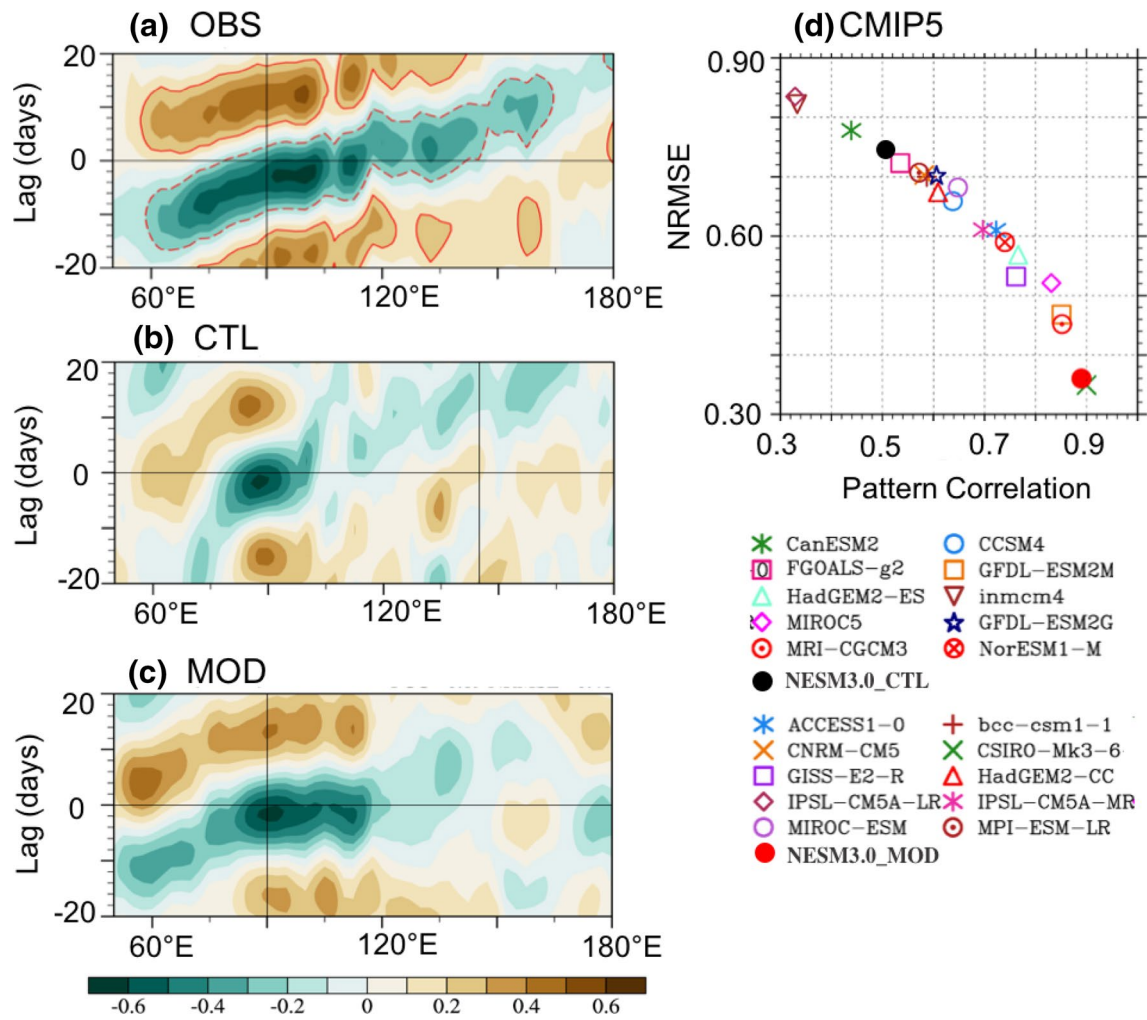 (a) OBS
20
0
-20
Lag (days)
60°E 120°E 180°E
(b) CTL
20
0
-20
Lag (days)
60°E 120°E 180°E
(c) MOD
20
0
-20
Lag (days)
60°E 120°E 180°E
-0.6 -0.4 -0.2 0 0.2 0.4 0.6
(d) CMIP5
0.90
0.60
0.30
NRMSE
0.3 0.5 0.7 0.9
Pattern Correlation
CanESM2 CCSM4
FGOALS-g2 GFDL-ESM2M
HadGEM2-ES inmcm4
MIROC5 GFDL-ESM2G
MRI-CGCM3 NorESM1-M
NESM3.0_CTL
ACCESS1-0 bcc-csm1-1
CNRM-CM5 CSIRO-Mk3-6
GISS-E2-R HadGEM2-CC
IPSL-CM5A-LR IPSL-CM5A-MR
MIROC-ESM MPI-ESM-LR
NESM3.0_MOD